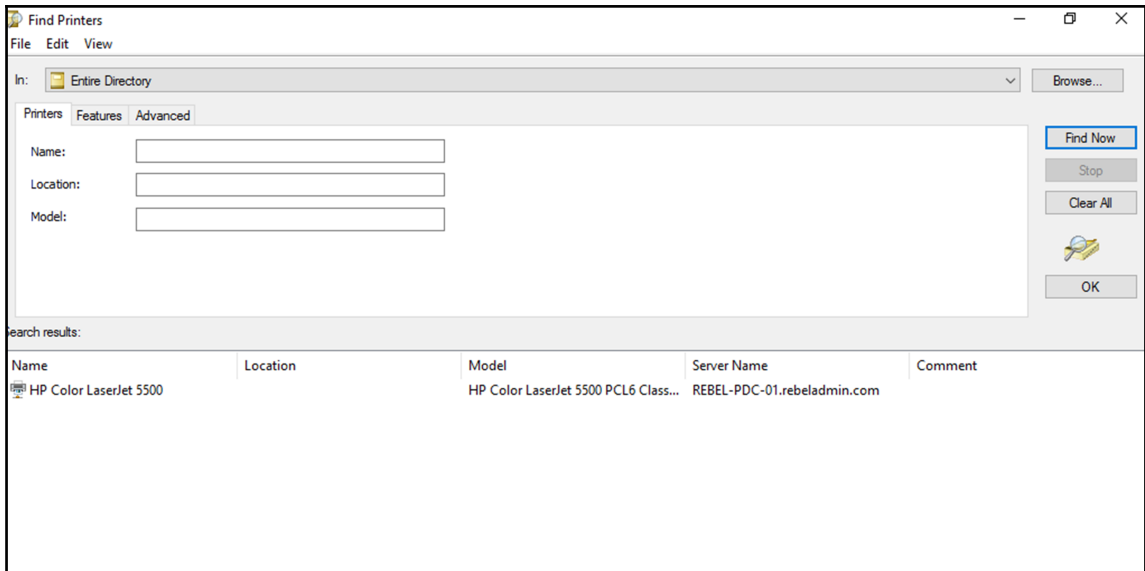 Find Printers
File Edit View
In: Entire Directory Browse...
Printers Features Advanced
Find Now
Name:
Stop
Location:
Clear All
Model:
OK
Search results:
Name Location Model Server Name Comment
HP Color LaserJet 5500 HP Color LaserJet 5500 PCL6 Class... REBEL-PDC-01.rebeladmin.com